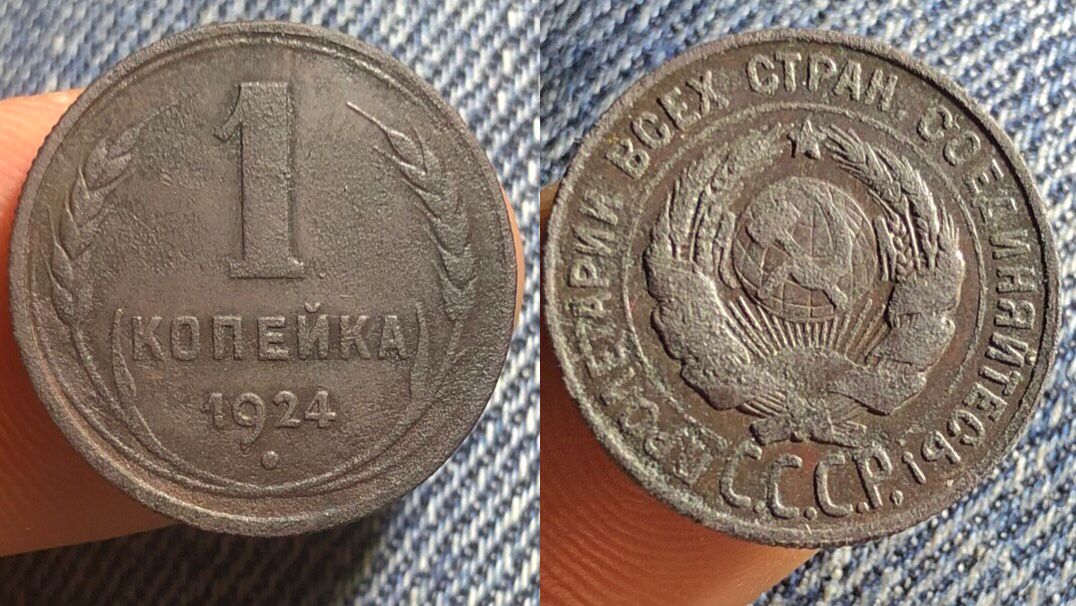 1
КОПЕЙКА
1924
ПРОЛЕТАРИИ ВСЕХ СТРАН, СОЕДИНЯЙТЕСЬ!
С.С.С.Р.